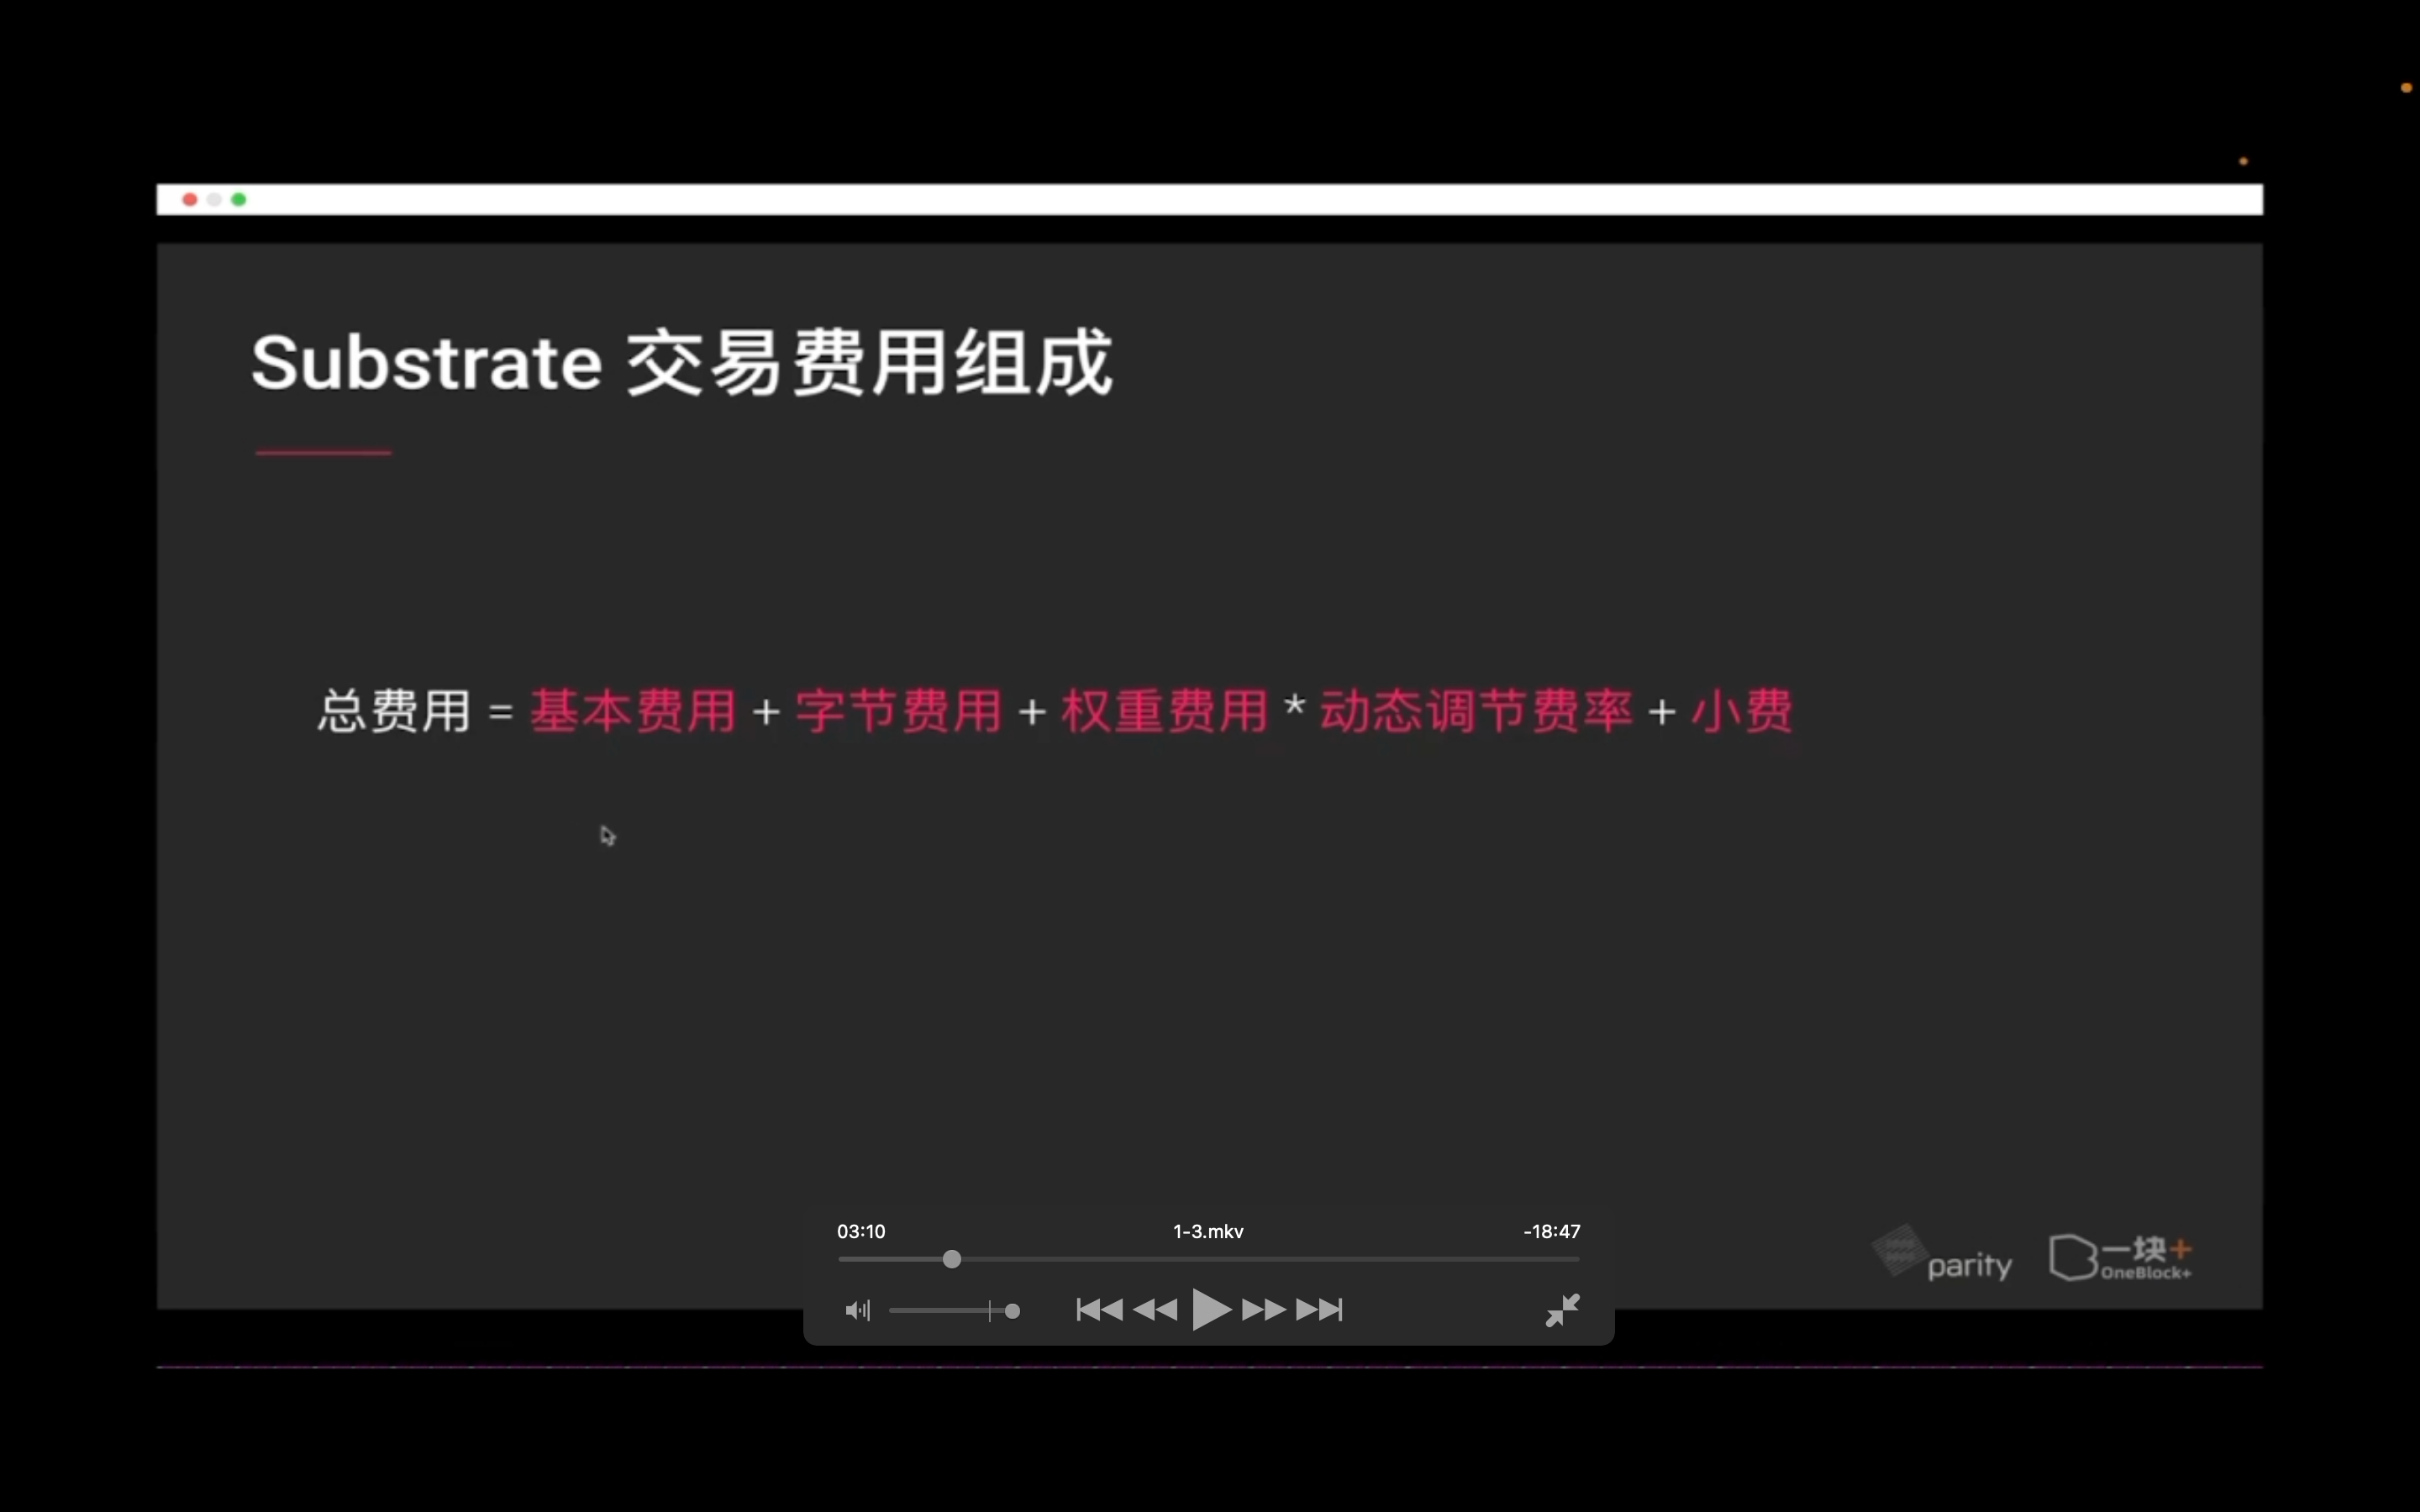 Substrate 交易费用组成
总费用 = 基本费用 + 字节费用 + 权重费用 * 动态调节费率 + 小费
03:10 1-3.mkv -18:47
parity 一块+
OneBlock+